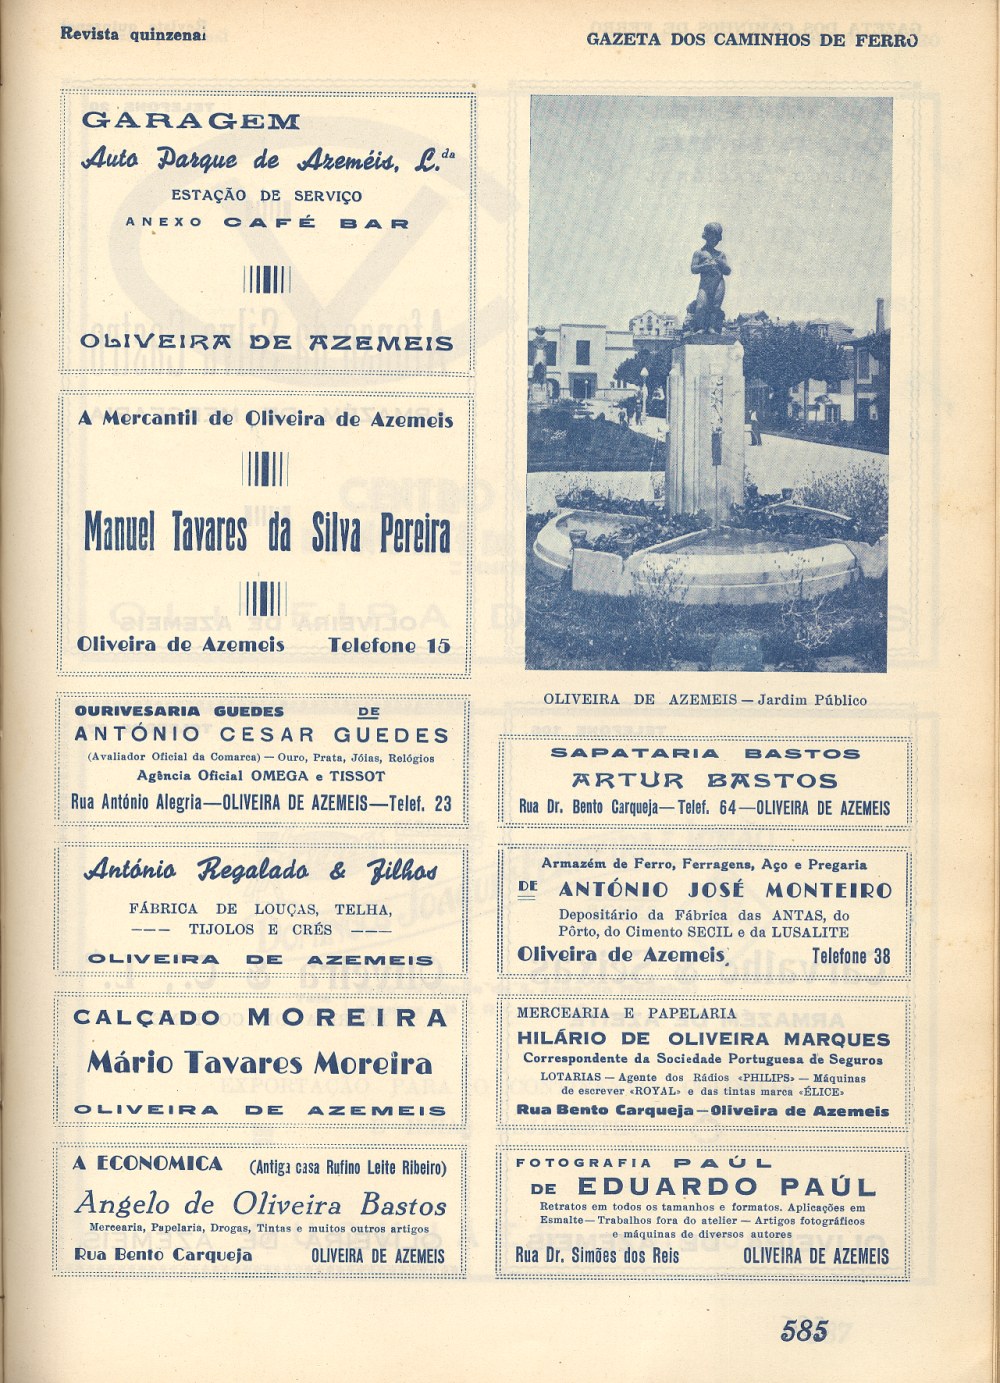 Revista quinzenal
GAZETA DOS CAMINHOS DE FERRO
GARAGEM
Auto Parque de Azeméis, L.da
ESTAÇÃO DE SERVIÇO
ANEXO CAFÉ BAR
OLIVEIRA DE AZEMEIS
A Mercantil de Oliveira de Azemeis
Manuel Tavares da Silva Pereira
Oliveira de Azemeis Telefone 15
OURIVESARIA GUEDES DE
ANTÓNIO CESAR GUEDES
(Avaliador Oficial da Comarca) — Ouro, Prata, Jóias, Relógios
Agência Oficial OMEGA e TISSOT
Rua António Alegria—OLIVEIRA DE AZEMEIS—Telef. 23
António Regalado & Filhos
FÁBRICA DE LOUÇAS, TELHA,
——— TIJOLOS E CRÉS ———
OLIVEIRA DE AZEMEIS
CALÇADO MOREIRA
Mário Tavares Moreira
OLIVEIRA DE AZEMEIS
A ECONOMICA (Antiga casa Rufino Leite Ribeiro)
Angelo de Oliveira Bastos
Mercearia, Papelaria, Drogas, Tintas e muitos outros artigos
Rua Bento Carqueja OLIVEIRA DE AZEMEIS
OLIVEIRA DE AZEMEIS — Jardim Público
SAPATARIA BASTOS
ARTUR BASTOS
Rua Dr. Bento Carqueja—Telef. 64—OLIVEIRA DE AZEMEIS
Armazém de Ferro, Ferragens, Aço e Pregaria
DE ANTÓNIO JOSÉ MONTEIRO
Depositário da Fábrica das ANTAS, do
Pôrto, do Cimento SECIL e da LUSALITE
Oliveira de Azemeis Telefone 38
MERCEARIA E PAPELARIA
HILÁRIO DE OLIVEIRA MARQUES
Correspondente da Sociedade Portuguesa de Seguros
LOTARIAS — Agente dos Rádios «PHILIPS» — Máquinas
de escrever «ROYAL» e das tintas marca «ÉLICE»
Rua Bento Carqueja—Oliveira de Azemeis
FOTOGRAFIA PAÚL
DE EDUARDO PAÚL
Retratos em todos os tamanhos e formatos. Aplicações em
Esmalte — Trabalhos fora do atelier — Artigos fotográficos
e máquinas de diversos autores
Rua Dr. Simões dos Reis OLIVEIRA DE AZEMEIS
585